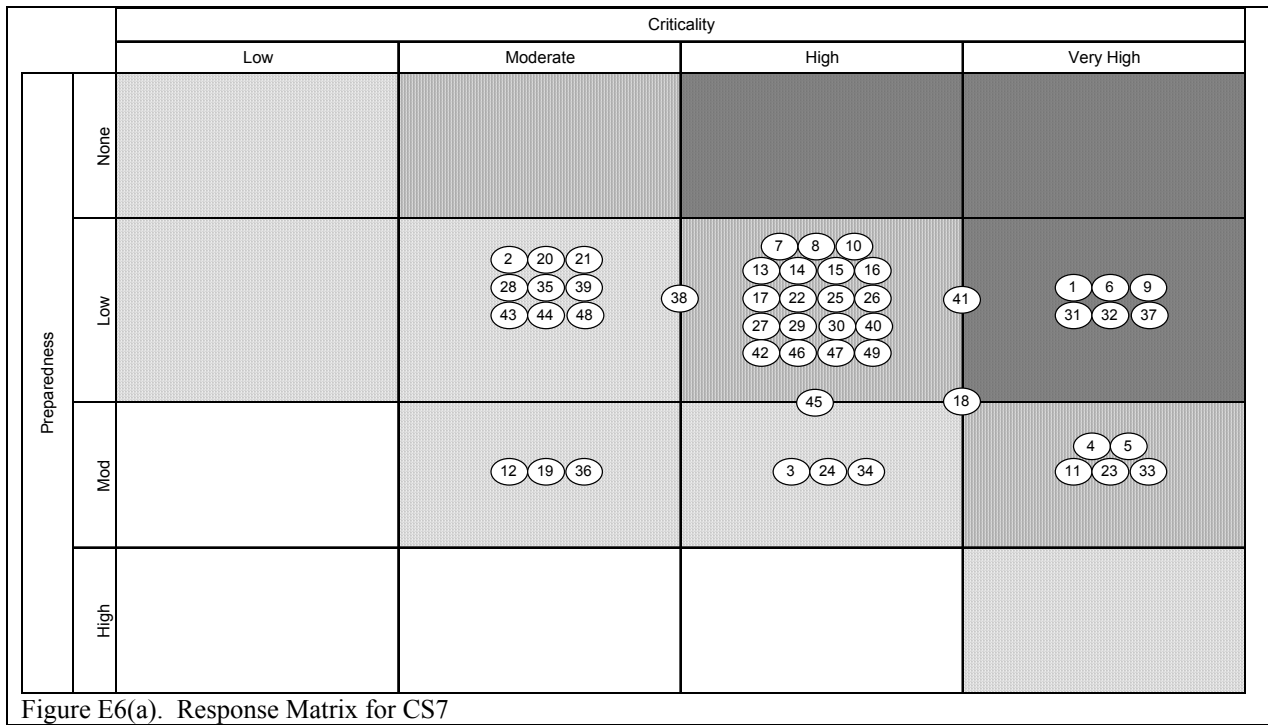 Criticality
Low Moderate High Very High
Preparedness
None
Low
2 20 21
28 35 39
43 44 48
38
7 8 10
13 14 15 16
17 22 25 26
27 29 30 40
42 46 47 49
41
1 6 9
31 32 37
45
18
Mod
12 19 36
3 24 34
4 5
11 23 33
High
Figure E6(a). Response Matrix for CS7